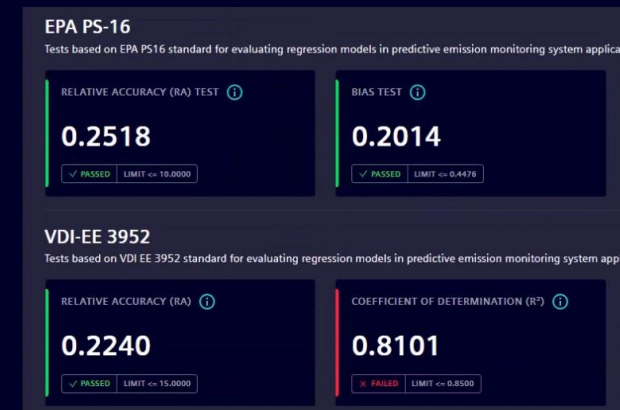 EPA PS-16
Tests based on EPA PS16 standard for evaluating regression models in predictive emission monitoring system applica
RELATIVE ACCURACY (RA) TEST
BIAS TEST
0.2518
0.2014
✓ PASSED LIMIT <= 10.0000
✓ PASSED LIMIT <= 0.4476
VDI-EE 3952
Tests based on VDI EE 3952 standard for evaluating regression models in predictive emission monitoring system app
RELATIVE ACCURACY (RA)
COEFFICIENT OF DETERMINATION (R²)
0.2240
0.8101
✓ PASSED LIMIT <= 15.0000
× FAILED LIMIT <= 0.8500